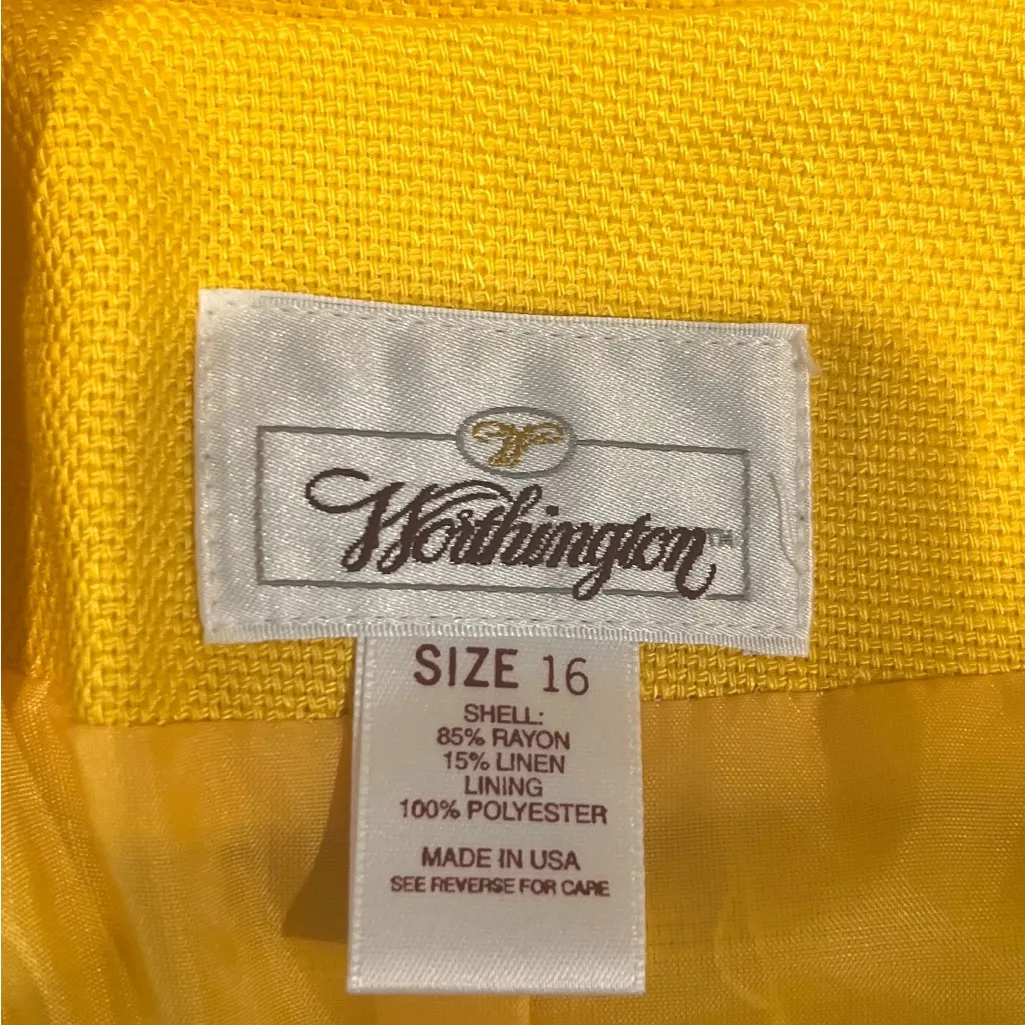 Worthington™
SIZE 16
SHELL:
85% RAYON
15% LINEN
LINING
100% POLYESTER
MADE IN USA
SEE REVERSE FOR CARE